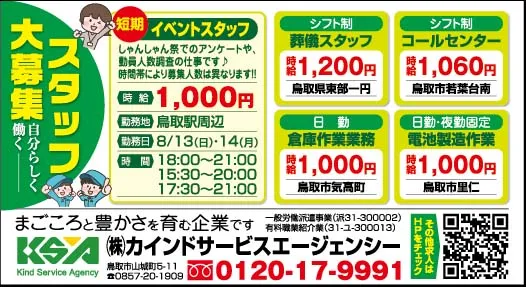 スタッフ
大募集
自分らしく
働く
短期
イベントスタッフ
しゃんしゃん祭でのアンケートや、
動員人数調査の仕事です♪
時間帯により募集人数は異なります!!
時給 1,000円
勤務地 鳥取駅周辺
勤務日 8/13(日)・14(月)
時間 18:00〜21:00
15:30〜20:00
17:30〜21:00
シフト制
葬儀スタッフ
時給1,200円
鳥取県東部一円
シフト制
コールセンター
時給1,060円
鳥取市若葉台南
日勤
倉庫作業業務
時給1,000円
鳥取市気高町
日勤・夜勤固定
電池製造作業
時給1,000円
鳥取市里仁
まごころと豊かさを育む企業です
一般労働派遣事業(派31-300002)
有料職業紹介業(31-ユ-300013)
KSA
Kind Service Agency
㈱カインドサービスエージェンシー
鳥取市山城町5-11
☎0857-20-1909
0120-17-9991
その他求人は
HPをチェック